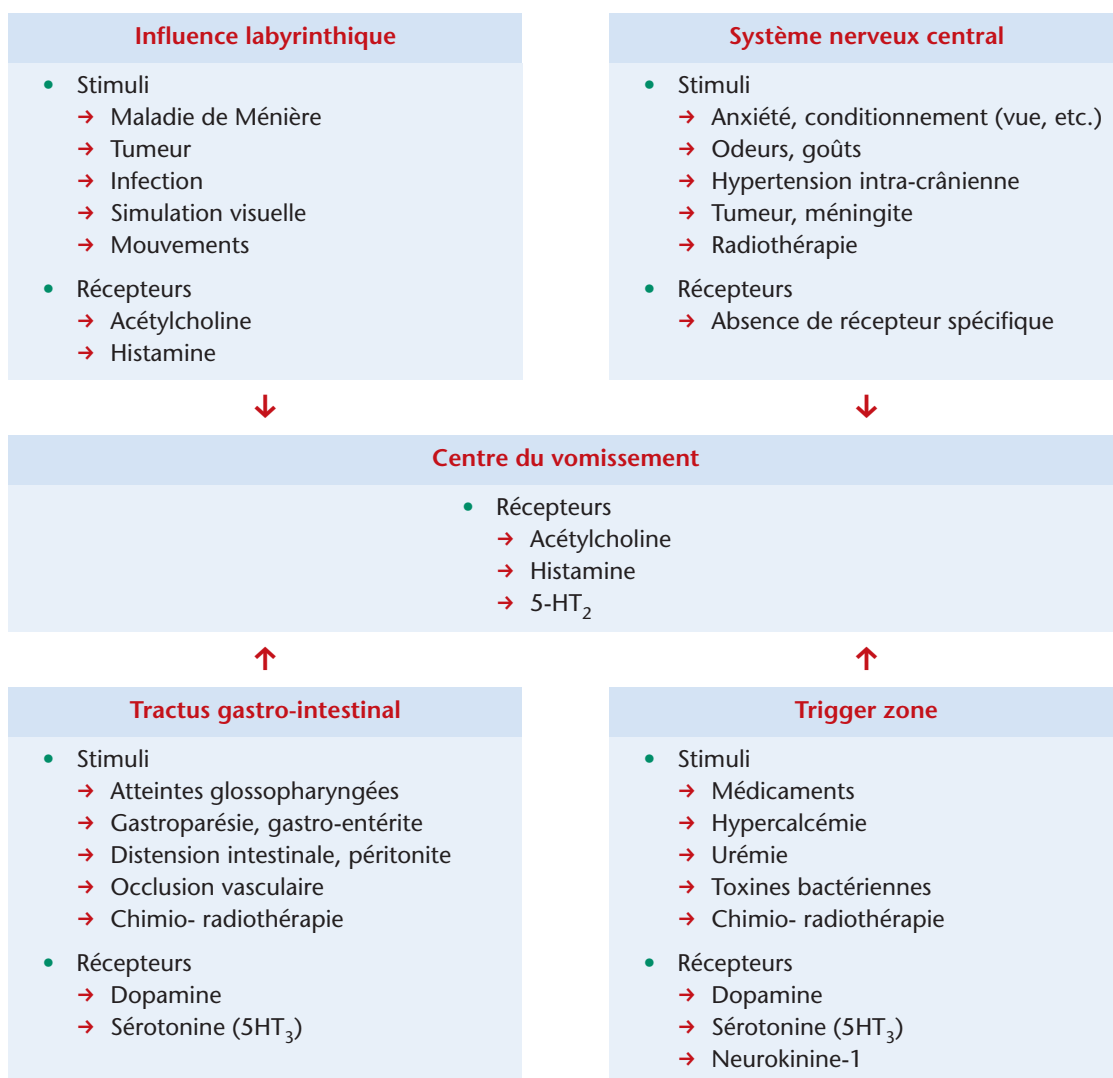 Influence labyrinthique
• Stimuli
→ Maladie de Ménière
→ Tumeur
→ Infection
→ Simulation visuelle
→ Mouvements
• Récepteurs
→ Acétylcholine
→ Histamine
Système nerveux central
• Stimuli
→ Anxiété, conditionnement (vue, etc.)
→ Odeurs, goûts
→ Hypertension intra-crânienne
→ Tumeur, méningite
→ Radiothérapie
• Récepteurs
→ Absence de récepteur spécifique
↓
↓
Centre du vomissement
• Récepteurs
→ Acétylcholine
→ Histamine
→ 5-HT₂
↑
↑
Tractus gastro-intestinal
• Stimuli
→ Atteintes glossopharyngées
→ Gastroparésie, gastro-entérite
→ Distension intestinale, péritonite
→ Occlusion vasculaire
→ Chimio- radiothérapie
• Récepteurs
→ Dopamine
→ Sérotonine (5HT₃)
Trigger zone
• Stimuli
→ Médicaments
→ Hypercalcémie
→ Urémie
→ Toxines bactériennes
→ Chimio- radiothérapie
• Récepteurs
→ Dopamine
→ Sérotonine (5HT₃)
→ Neurokinine-1